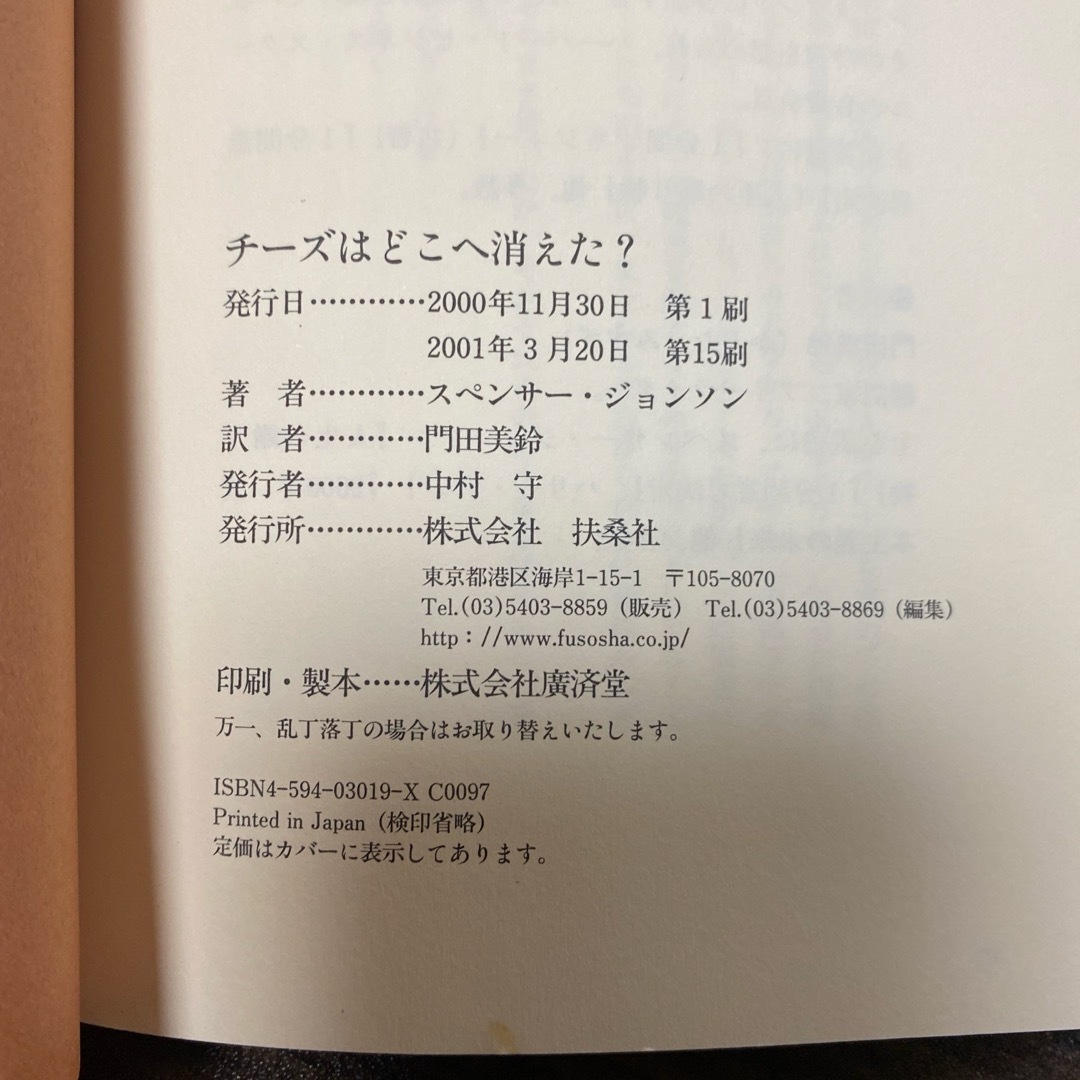 チーズはどこへ消えた？
発行日…………2000年11月30日　第１刷
2001年３月20日　第15刷
著　者…………スペンサー・ジョンソン
訳　者…………門田美鈴
発行者…………中村　守
発行所…………株式会社　扶桑社
東京都港区海岸1-15-1　〒105-8070
Tel.(03)5403-8859（販売）　Tel.(03)5403-8869（編集）
http：//www.fusosha.co.jp/
印刷・製本……株式会社廣済堂
万一、乱丁落丁の場合はお取り替えいたします。
ISBN4-594-03019-X C0097
Printed in Japan（検印省略）
定価はカバーに表示してあります。